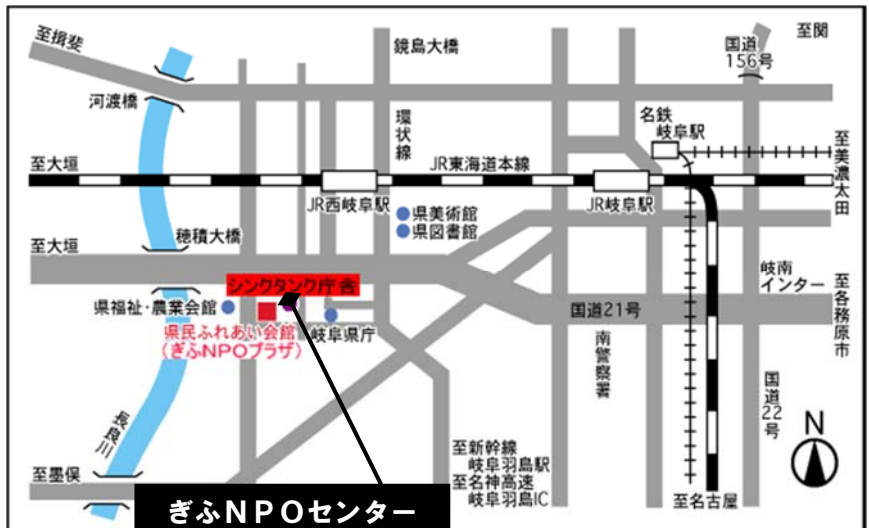 至揖斐
鏡島大橋
国道
156号
至関
河渡橋
環状線
名鉄
岐阜駅
至美濃太田
至大垣
JR東海道本線
JR西岐阜駅
JR岐阜駅
県美術館
県図書館
穂積大橋
至大垣
シンクタンク庁舎
岐南
インター
至各務原市
県福祉・農業会館
県民ふれあい会館
(ぎふNPOプラザ)
岐阜県庁
国道21号
南警察署
国道22号
長良川
至新幹線
岐阜羽島駅
至名神高速
岐阜羽島IC
N
至墨俣
至名古屋
ぎふNPOセンター